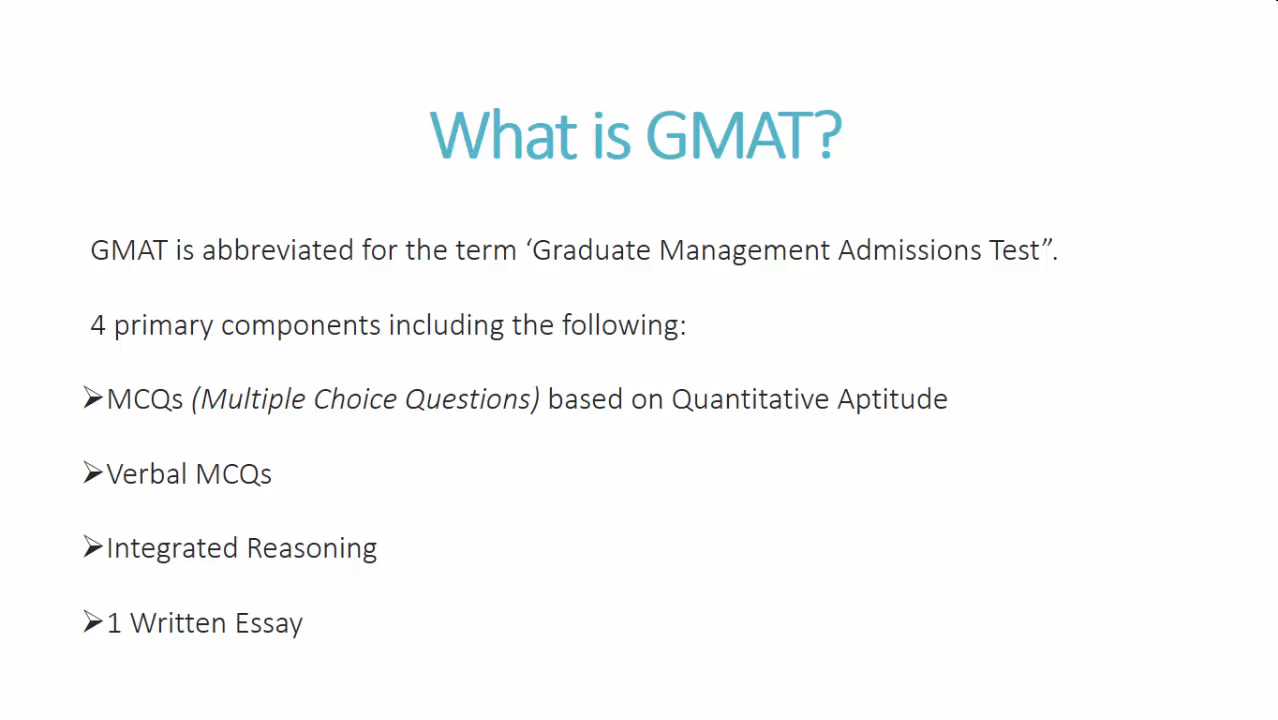 What is GMAT?
GMAT is abbreviated for the term ‘Graduate Management Admissions Test”.
4 primary components including the following:
➢MCQs (Multiple Choice Questions) based on Quantitative Aptitude
➢Verbal MCQs
➢Integrated Reasoning
➢1 Written Essay